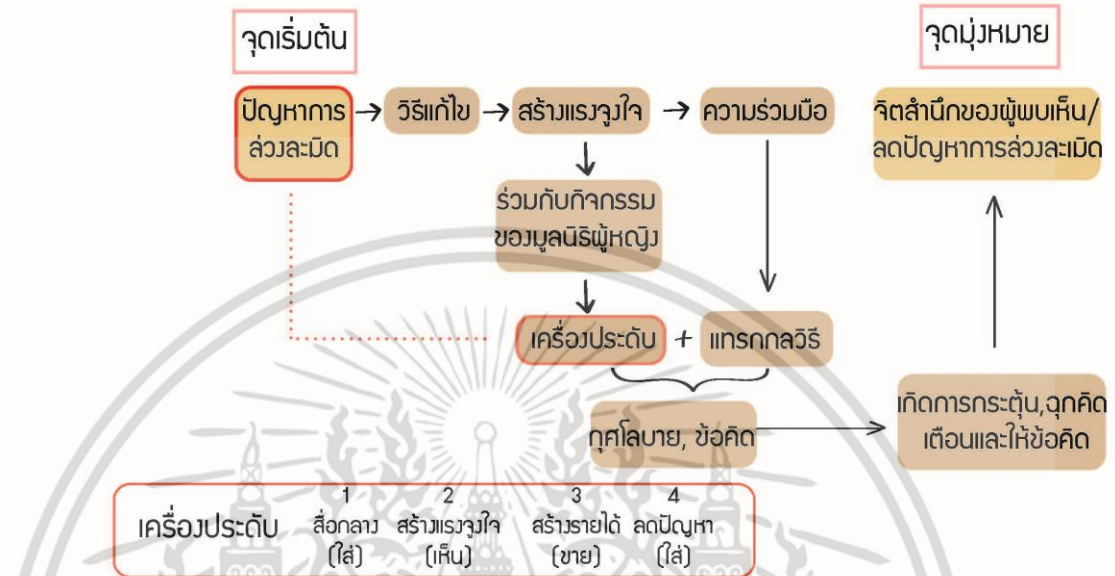 จุดเริ่มต้น
จุดมุ่งหมาย
ปัญหาการ
ล่วงละมิด
→ วิธีแก้ไข → สร้างแรงจูงใจ → ความร่วมมือ
จิตสำนึกของผู้พบเห็น/
ลดปัญหาการล่วงละเมิด
ร่วมกับกิจกรรม
ของมูลนิธิผู้หญิง
เครื่องประดับ + แทรกกลวิธี
กุศโลบาย, ข้อคิด
เกิดการกระตุ้น,ฉุกคิด
เตือนและให้ข้อคิด
1 2 3 4
เครื่องประดับ สื่อกลาง สร้างแรงจูงใจ สร้างรายได้ ลดปัญหา
(ใส่) (เห็น) (ขาย) (ใส่)